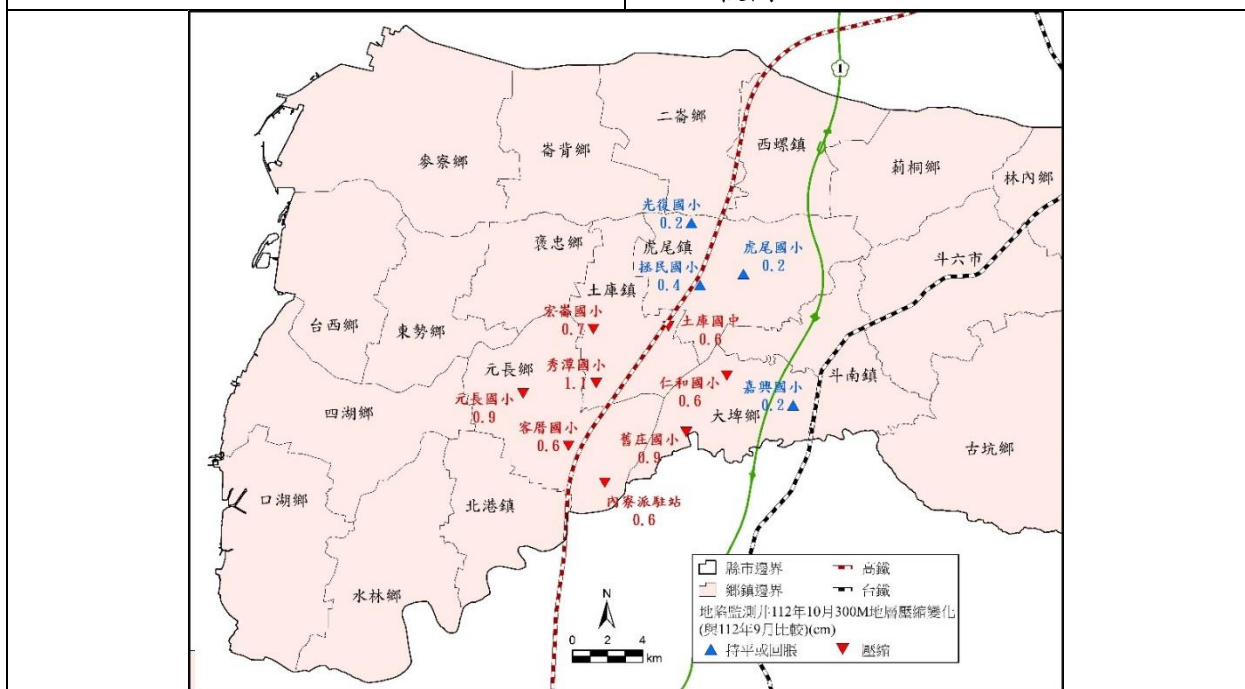 二崙鄉
1
西螺鎮
崙背鄉
麥寮鄉
莿桐鄉
林內鄉
光復國小
0.2
褒忠鄉
虎尾鎮
虎尾國小
0.2
斗六市
拯民國小
0.4
土庫鎮
宏崙國小
0.7
土庫國中
0.6
台西鄉
東勢鄉
元長鄉
秀潭國小
1.1
仁和國小
0.6
嘉興國小
0.2
斗南鎮
元長國小
0.9
四湖鄉
大埤鄉
客厝國小
0.6
舊庄國小
0.9
古坑鄉
口湖鄉
北港鎮
內寮派駐站
0.6
水林鄉
N
0 2 4
km
縣市邊界 高鐵
鄉鎮邊界 台鐵
地陷監測井112年10月300M地層壓縮變化
(與112年9月比較)(cm)
持平或回脹 壓縮